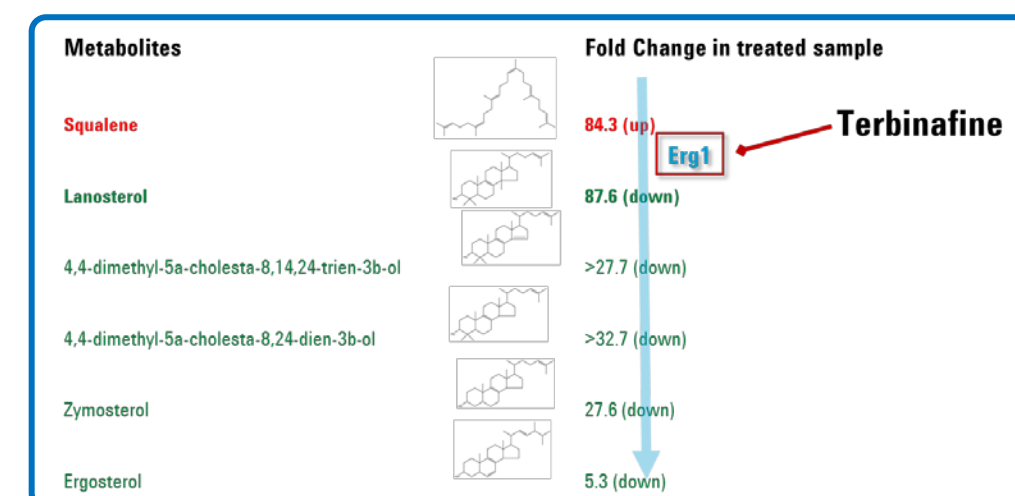 Metabolites Fold Change in treated sample
Squalene 84.3 (up) Terbinafine
Erg1
Lanosterol 87.6 (down)
4,4-dimethyl-5a-cholesta-8,14,24-trien-3b-ol >27.7 (down)
4,4-dimethyl-5a-cholesta-8,24-dien-3b-ol >32.7 (down)
Zymosterol 27.6 (down)
Ergosterol 5.3 (down)